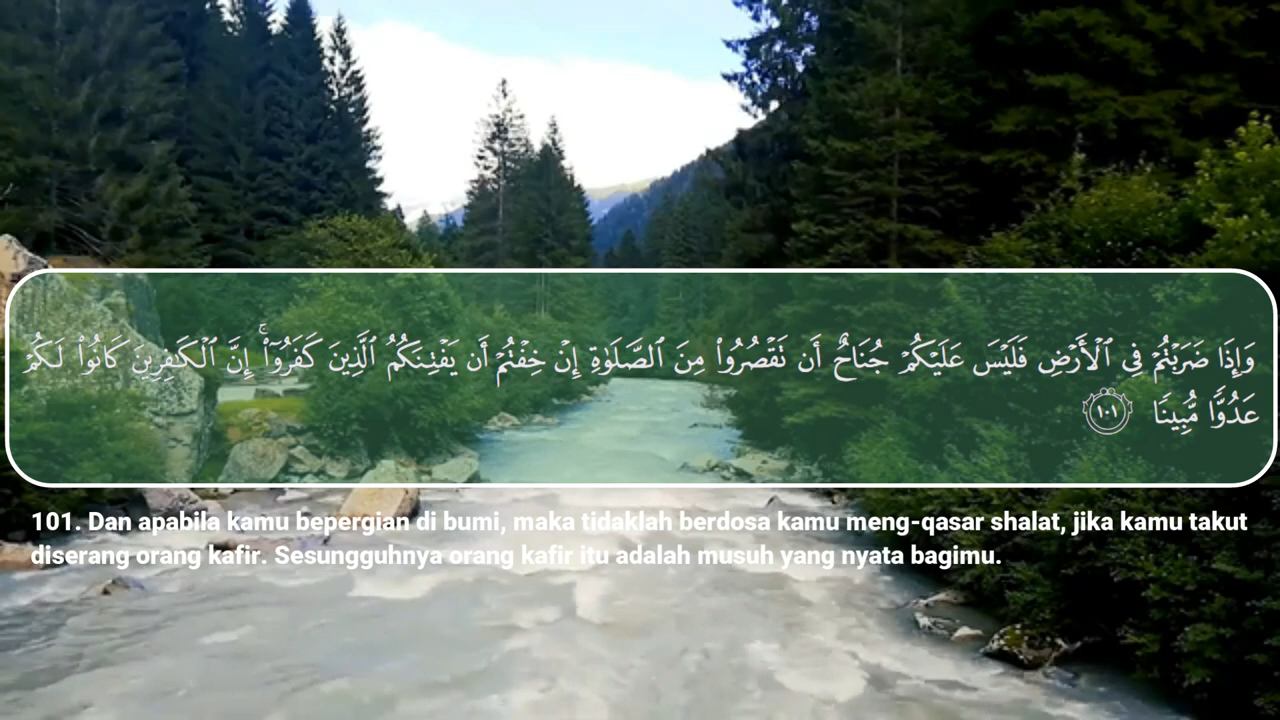 وَإِذَا ضَرَبْتُمْ فِى ٱلْأَرْضِ فَلَيْسَ عَلَيْكُمْ جُنَاحٌ أَن تَقْصُرُوا۟ مِنَ ٱلصَّلَوٰةِ إِنْ خِفْتُمْ أَن يَفْتِنَكُمُ ٱلَّذِينَ كَفَرُوٓا۟ ۚ إِنَّ ٱلْكَـٰفِرِينَ كَانُوا۟ لَكُمْ
عَدُوًّا مُّبِينًا ١٠١
101. Dan apabila kamu bepergian di bumi, maka tidaklah berdosa kamu meng-qasar shalat, jika kamu takut
diserang orang kafir. Sesungguhnya orang kafir itu adalah musuh yang nyata bagimu.